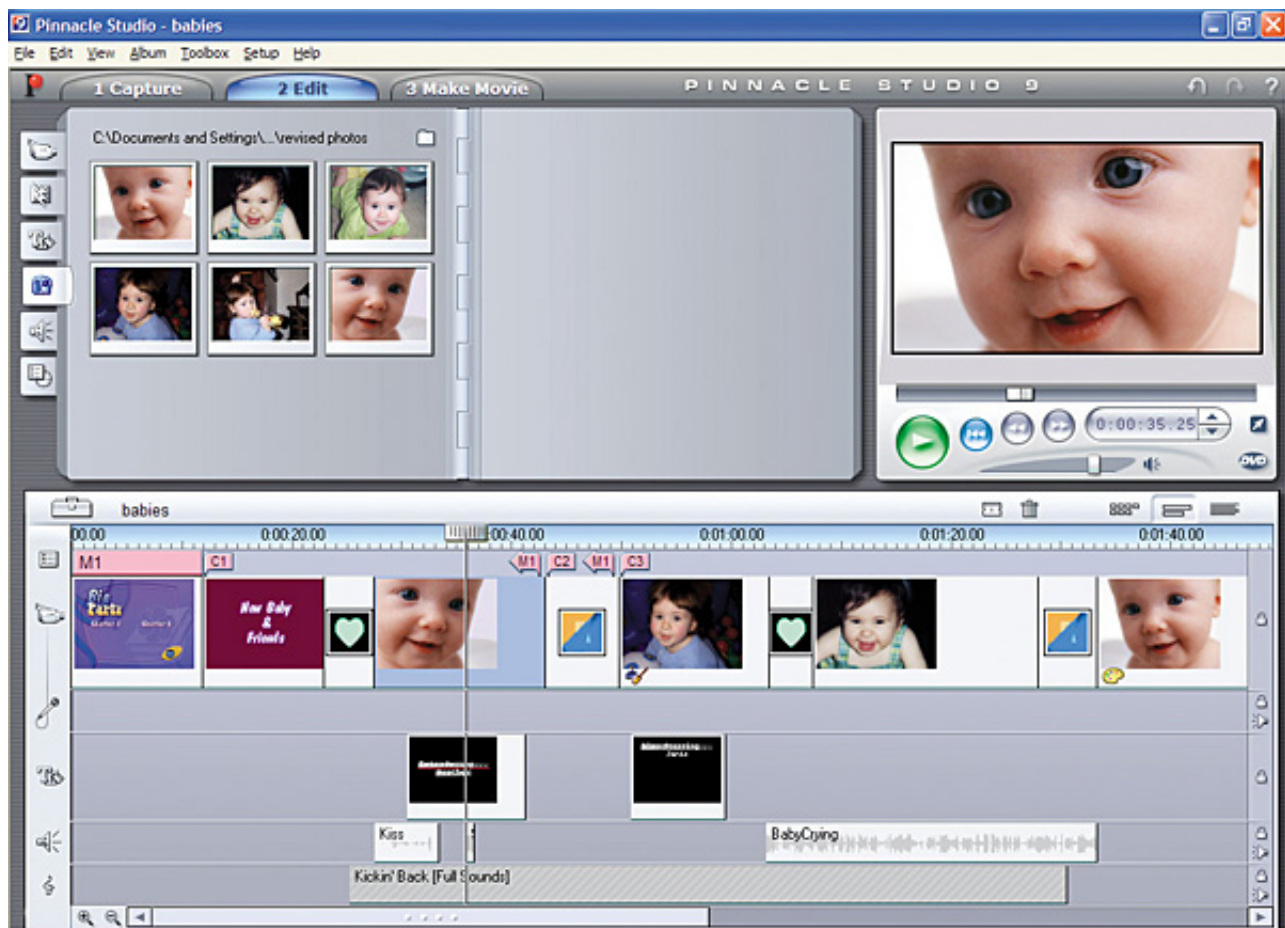 Pinnacle Studio - babies
File Edit View Album Toolbox Setup Help
1 Capture 2 Edit 3 Make Movie PINNACLE STUDIO 9 ?
C:\Documents and Settings\...\revised photos
0:00:35.25
DVD
babies
00.00 0:00:20.00 :00:40.00 0:01:00.00 0:01:20.00 0:01:40.00
M1 C1 M1 C2 M1 C3
New Baby
&
Friends
Kiss
BabyCrying
Kickin' Back [Full Sounds]